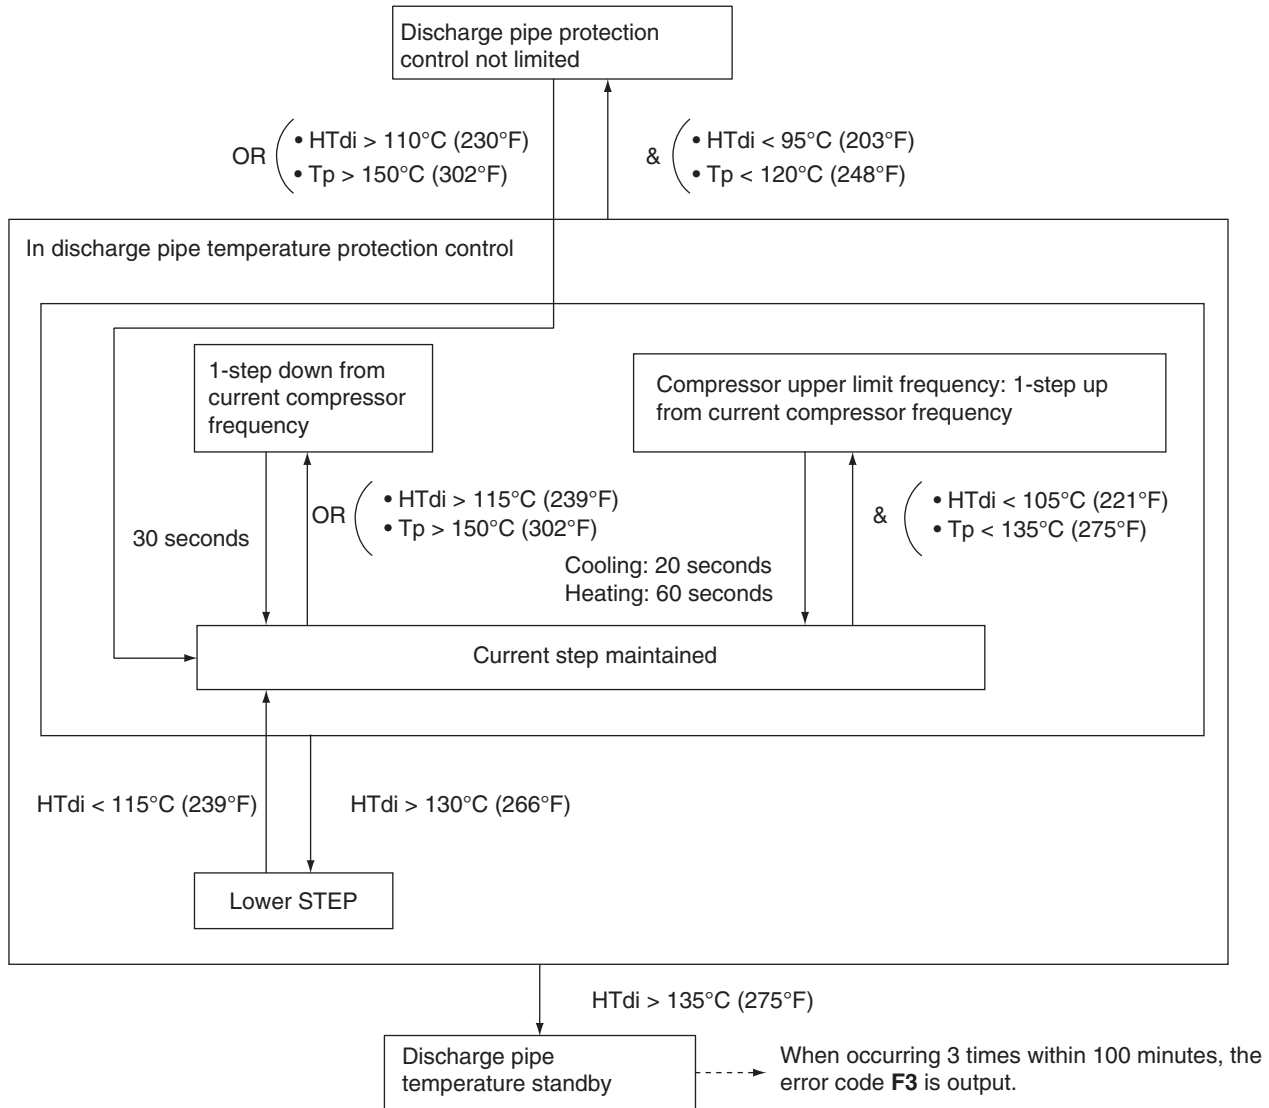 Discharge pipe protection
control not limited
OR
• HTdi > 110°C (230°F)
• Tp > 150°C (302°F)
&
• HTdi < 95°C (203°F)
• Tp < 120°C (248°F)
In discharge pipe temperature protection control
1-step down from
current compressor
frequency
Compressor upper limit frequency: 1-step up
from current compressor frequency
30 seconds
OR
• HTdi > 115°C (239°F)
• Tp > 150°C (302°F)
Cooling: 20 seconds
Heating: 60 seconds
&
• HTdi < 105°C (221°F)
• Tp < 135°C (275°F)
Current step maintained
HTdi < 115°C (239°F)
HTdi > 130°C (266°F)
Lower STEP
HTdi > 135°C (275°F)
Discharge pipe
temperature standby
When occurring 3 times within 100 minutes, the
error code F3 is output.